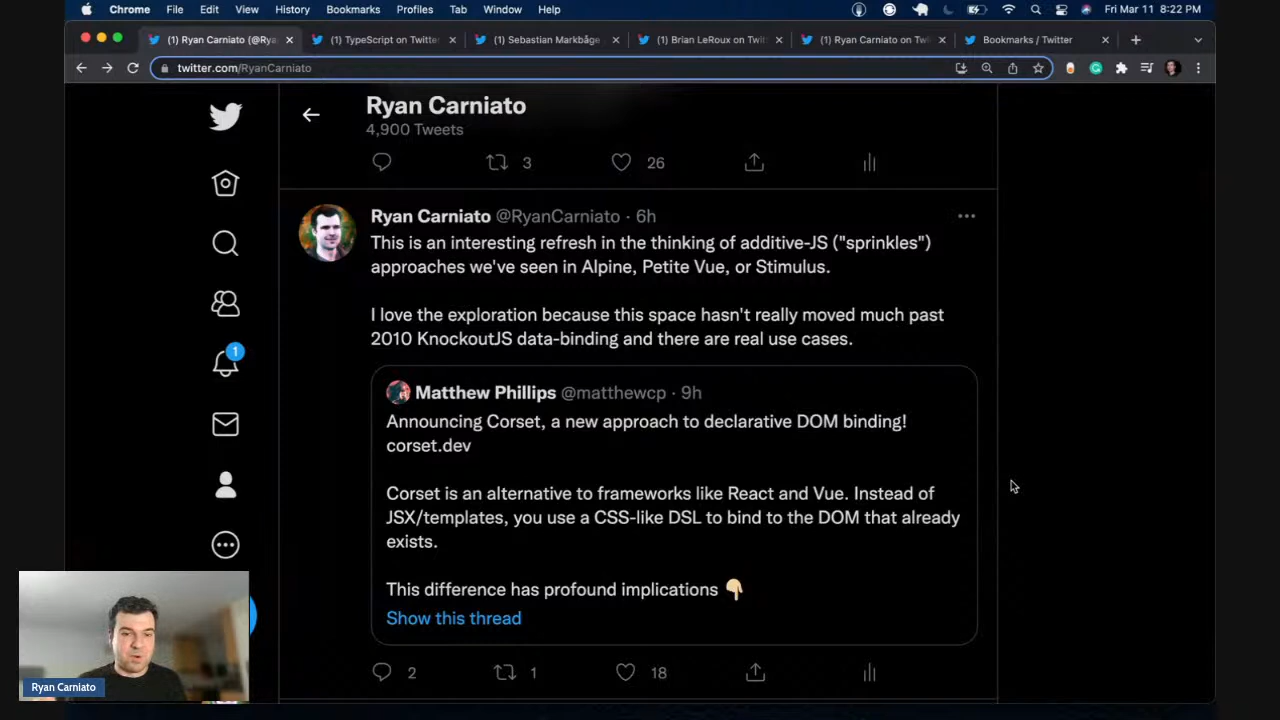 Chrome File Edit View History Bookmarks Profiles Tab Window Help Fri Mar 11 8:22 PM
(1) Ryan Carniato (@Rya (1) TypeScript on Twitte (1) Sebastian Markbåge (1) Brian LeRoux on Twit (1) Ryan Carniato on Tw Bookmarks / Twitter
twitter.com/RyanCarniato
Ryan Carniato
4,900 Tweets
3 26
Ryan Carniato @RyanCarniato · 6h
This is an interesting refresh in the thinking of additive-JS ("sprinkles")
approaches we've seen in Alpine, Petite Vue, or Stimulus.
I love the exploration because this space hasn't really moved much past
2010 KnockoutJS data-binding and there are real use cases.
1
Matthew Phillips @matthewcp · 9h
Announcing Corset, a new approach to declarative DOM binding!
corset.dev
Corset is an alternative to frameworks like React and Vue. Instead of
JSX/templates, you use a CSS-like DSL to bind to the DOM that already
exists.
This difference has profound implications 👇🏼
Show this thread
2 1 18
Ryan Carniato